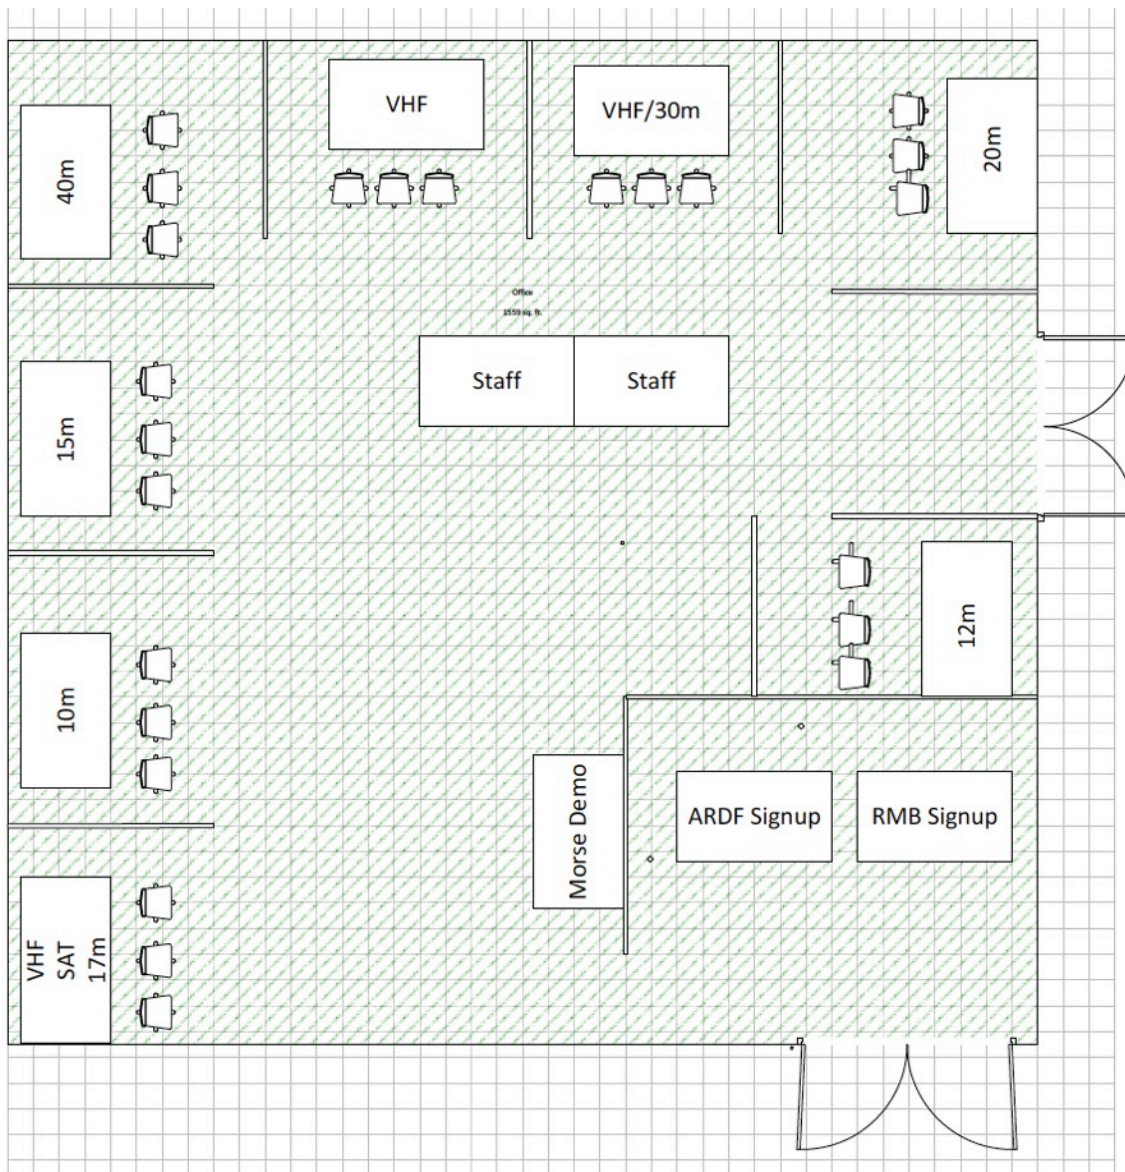 VHF
VHF/30m
40m
20m
Office
1559 sq. ft.
Staff
Staff
15m
12m
10m
Morse Demo
ARDF Signup
RMB Signup
VHF
SAT
17m